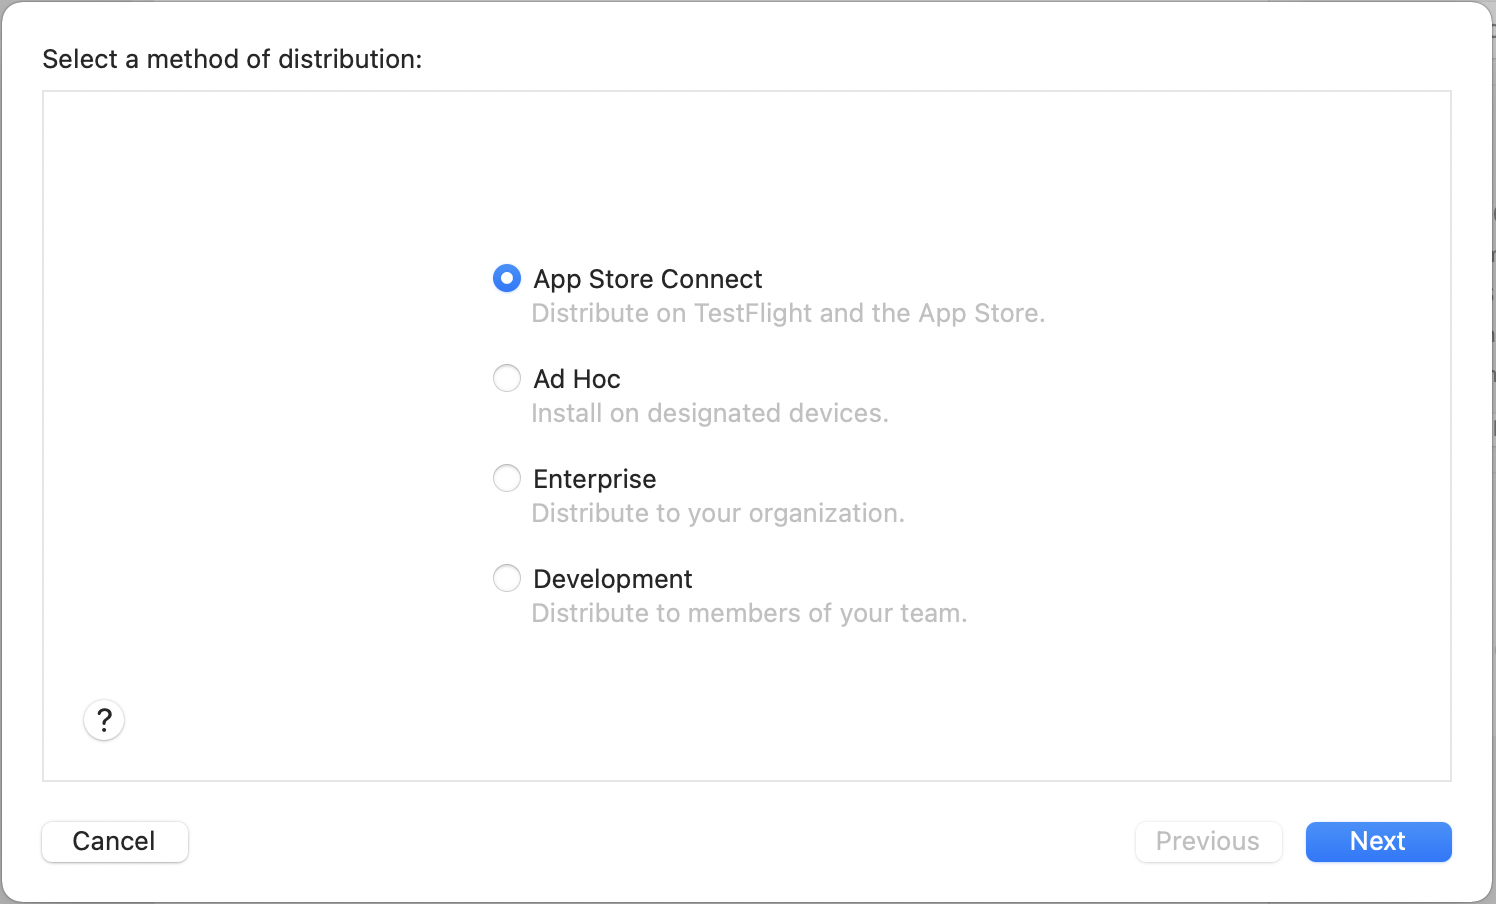 Select a method of distribution:
App Store Connect
Distribute on TestFlight and the App Store.
Ad Hoc
Install on designated devices.
Enterprise
Distribute to your organization.
Development
Distribute to members of your team.
?
Cancel
Previous
Next